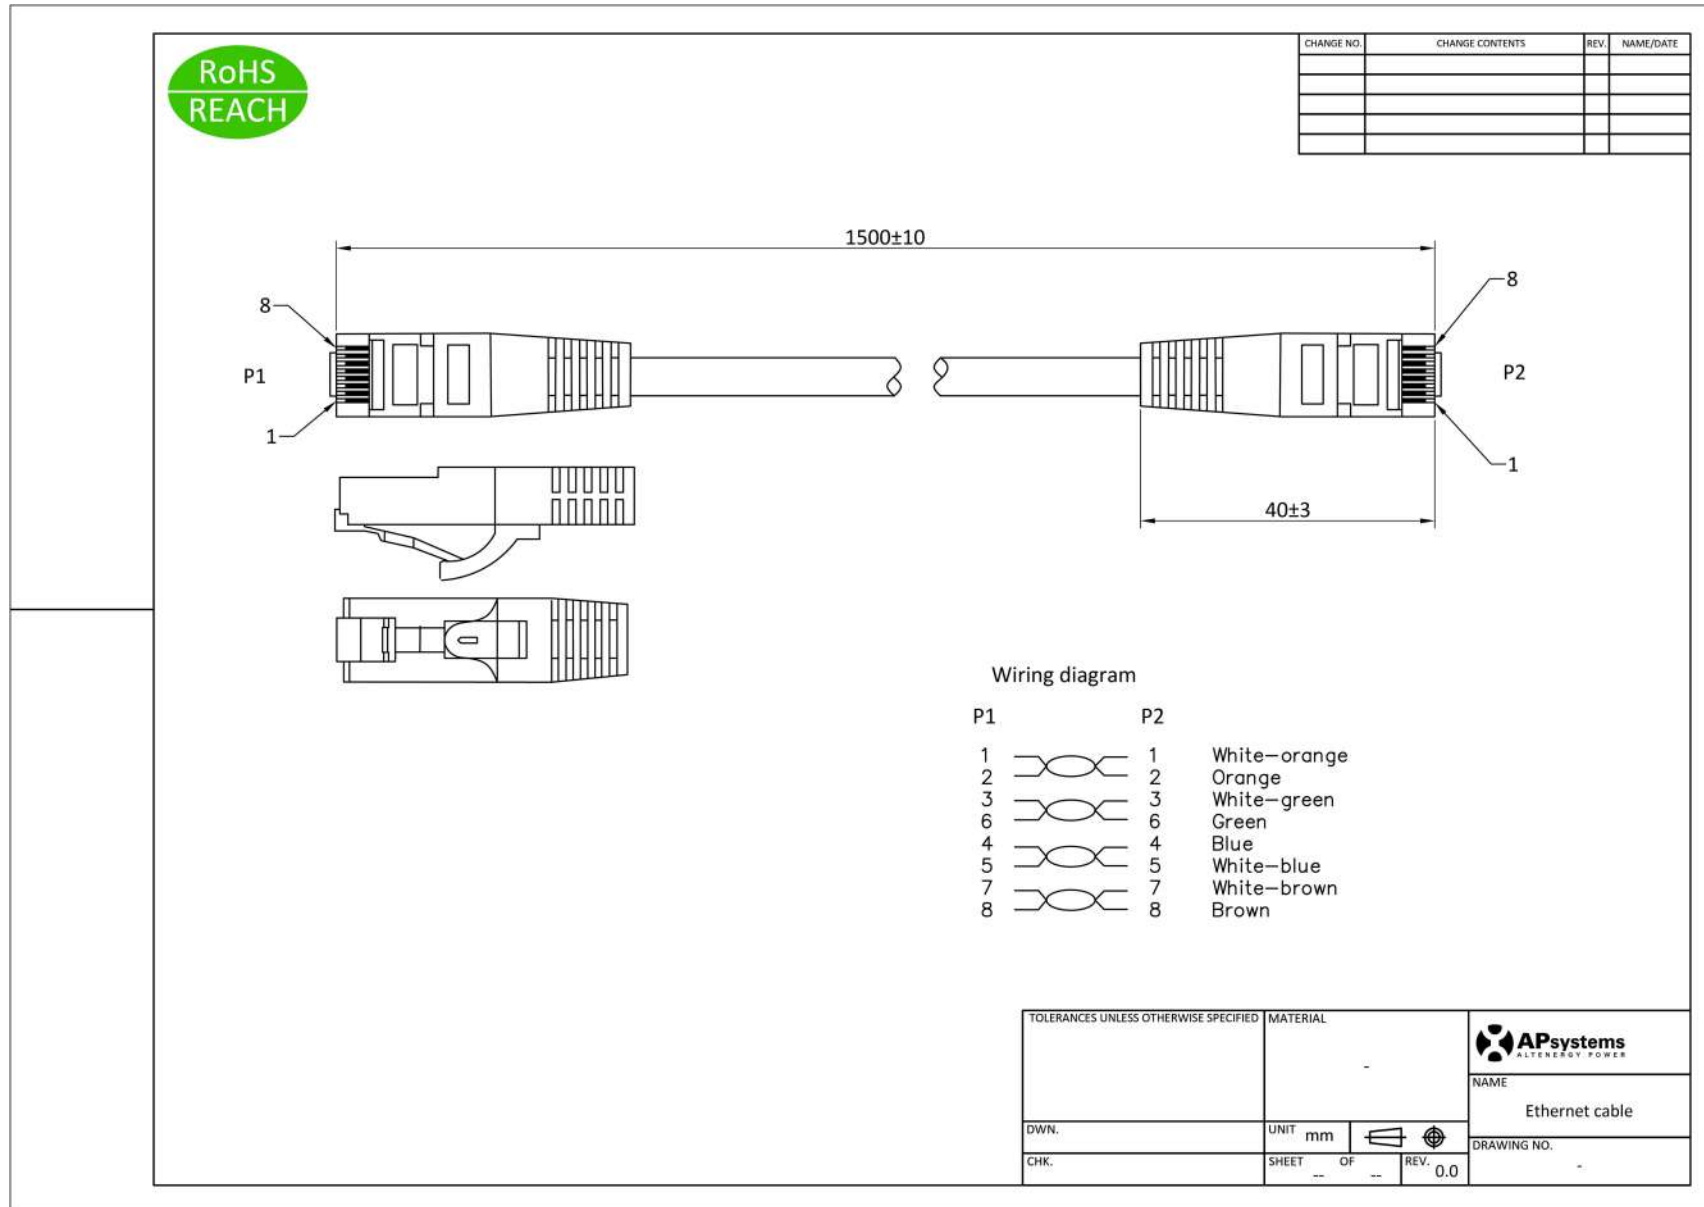 RoHS
REACH
CHANGE NO. CHANGE CONTENTS REV. NAME/DATE
1500±10
8 8
P1 P2
1 1
40±3
Wiring diagram
P1 P2
1 1 White-orange
2 2 Orange
3 3 White-green
6 6 Green
4 4 Blue
5 5 White-blue
7 7 White-brown
8 8 Brown
TOLERANCES UNLESS OTHERWISE SPECIFIED
MATERIAL
-
APsystems
ALTENERGY POWER
NAME
Ethernet cable
DWN.
UNIT mm
DRAWING NO.
-
CHK.
SHEET -- OF --
REV. 0.0